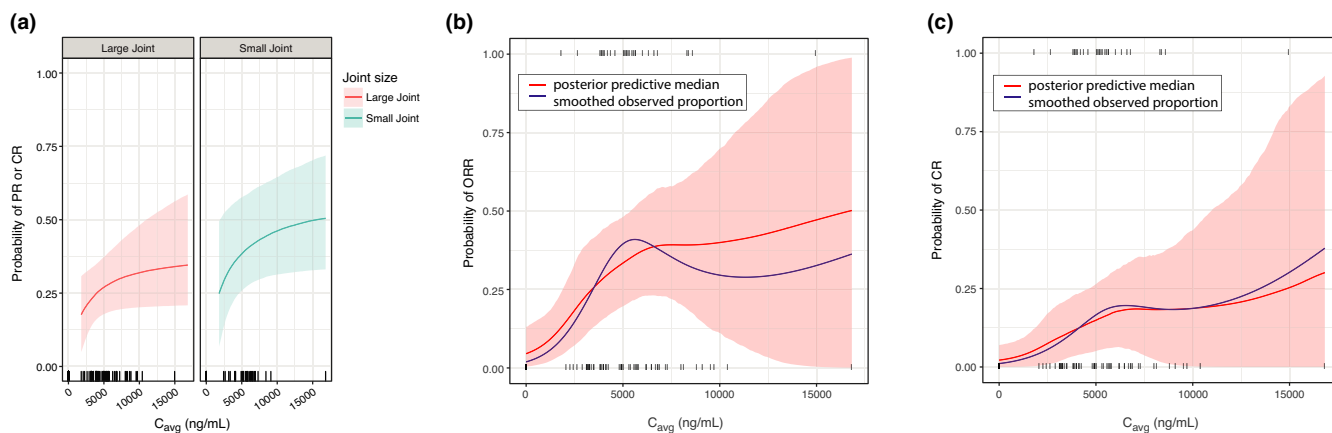 (a)
Large Joint
Small Joint
Probability of PR or CR
1.00
0.75
0.50
0.25
0.00
0
5000
10000
15000
0
5000
10000
15000
Cavg (ng/mL)
Joint size
Large Joint
Small Joint
(b)
Probability of ORR
1.00
0.75
0.50
0.25
0.00
posterior predictive median
smoothed observed proportion
0
5000
10000
15000
Cavg (ng/mL)
(c)
Probability of CR
1.00
0.75
0.50
0.25
0.00
posterior predictive median
smoothed observed proportion
0
5000
10000
15000
Cavg (ng/mL)